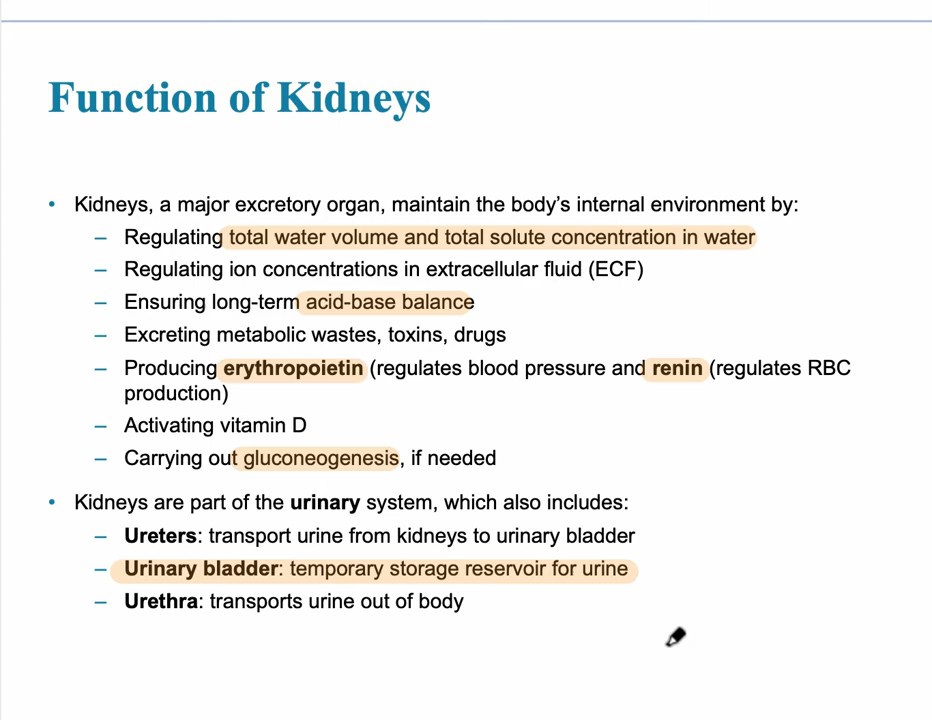 Function of Kidneys
• Kidneys, a major excretory organ, maintain the body’s internal environment by:
– Regulating total water volume and total solute concentration in water
– Regulating ion concentrations in extracellular fluid (ECF)
– Ensuring long-term acid-base balance
– Excreting metabolic wastes, toxins, drugs
– Producing erythropoietin (regulates blood pressure and renin (regulates RBC
production)
– Activating vitamin D
– Carrying out gluconeogenesis, if needed
• Kidneys are part of the urinary system, which also includes:
– Ureters: transport urine from kidneys to urinary bladder
– Urinary bladder: temporary storage reservoir for urine
– Urethra: transports urine out of body